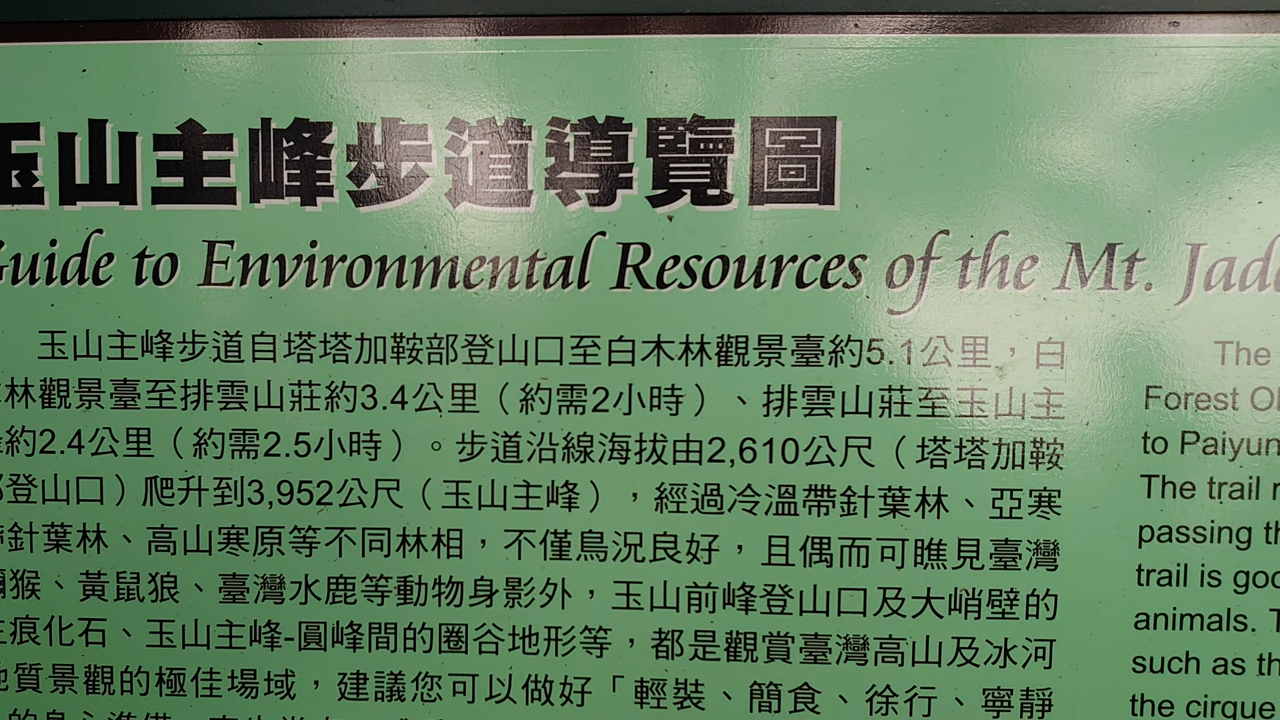 玉山主峰步道導覽圖
Guide to Environmental Resources of the Mt. Jad
玉山主峰步道自塔塔加鞍部登山口至白木林觀景臺約5.1公里，白
林觀景臺至排雲山莊約3.4公里（約需2小時）、排雲山莊至玉山主
約2.4公里（約需2.5小時）。步道沿線海拔由2,610公尺（塔塔加鞍
登山口）爬升到3,952公尺（玉山主峰），經過冷溫帶針葉林、亞寒
針葉林、高山寒原等不同林相，不僅鳥況良好，且偶而可瞧見臺灣
獼猴、黃鼠狼、臺灣水鹿等動物身影外，玉山前峰登山口及大峭壁的
痕化石、玉山主峰-圓峰間的圈谷地形等，都是觀賞臺灣高山及冰河
地質景觀的極佳場域，建議您可以做好「輕裝、簡食、徐行、寧靜
The
Forest O
to Paiyun
The trail
passing th
trail is goo
animals. T
such as th
the cirque